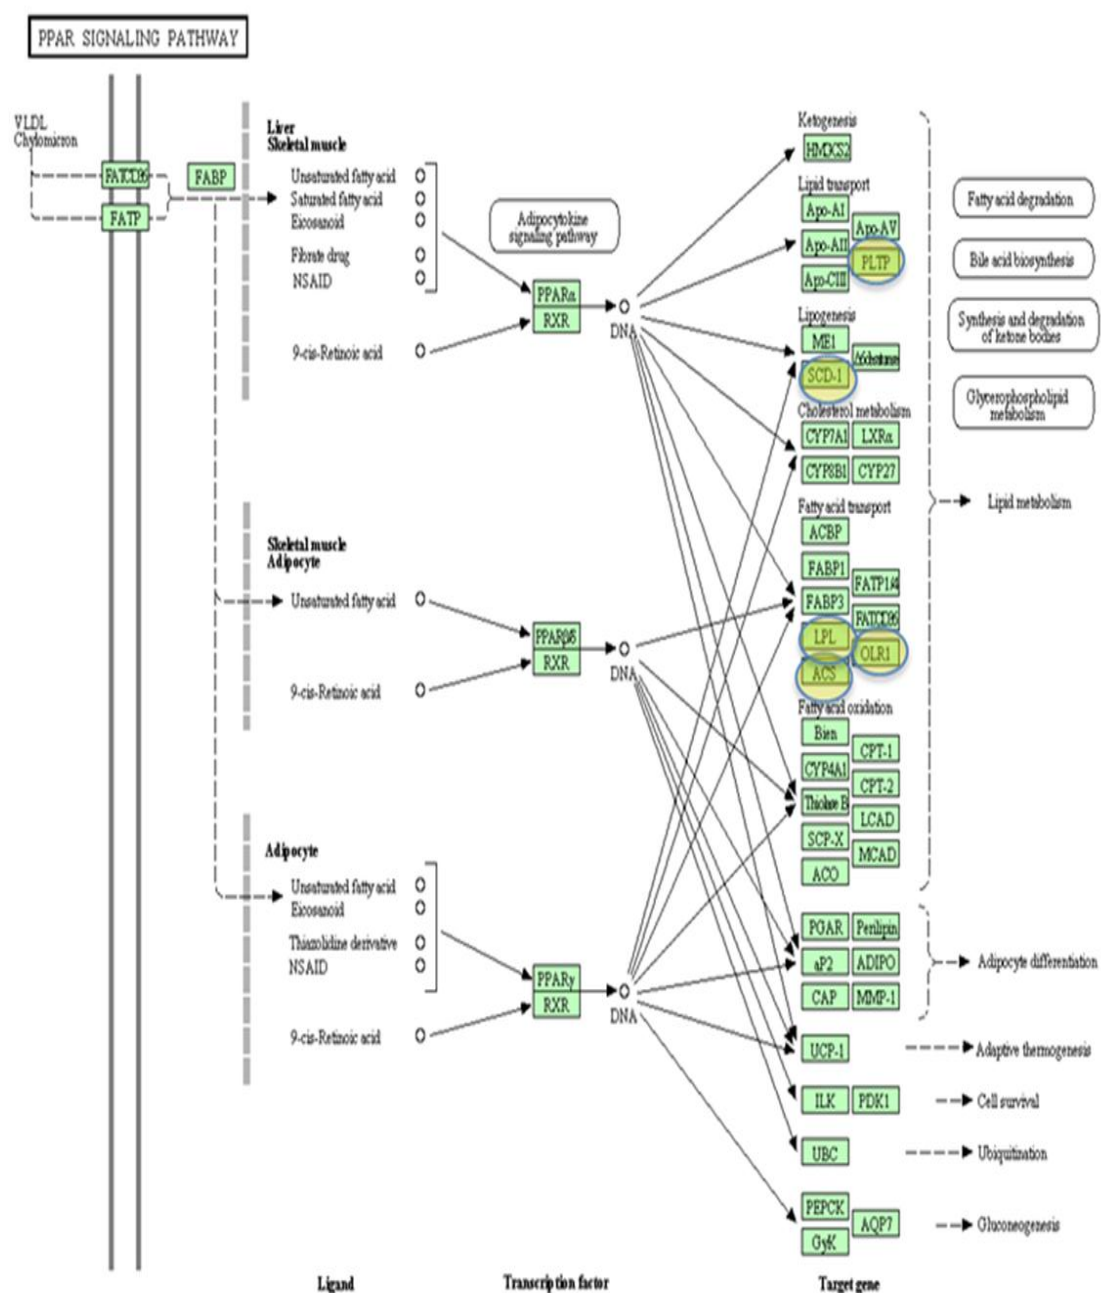 PPAR SIGNALING PATHWAY
VLDL
Chylomicron
FATCD36
FATP
FABP
Liver
Skeletal muscle
Unsaturated fatty acid
Saturated fatty acid
Eicosanoid
Fibrate drug
NSAID
9-cis-Retinoic acid
Adipocytokine
signaling pathway
PPARα
RXR
DNA
Skeletal muscle
Adipocyte
Unsaturated fatty acid
9-cis-Retinoic acid
PPARβ/δ
RXR
DNA
Adipocyte
Unsaturated fatty acid
Eicosanoid
Thiazolidine derivative
NSAID
9-cis-Retinoic acid
PPARγ
RXR
DNA
Ketogenesis
HMGCS2
Lipid transport
Apo-AI
Apo-AV
Apo-AII
PLTP
Apo-CIII
Lipogenesis
ME1
SCD-1
Cholesterol metabolism
CYP7A1 LXRα
CYP8B1 CYP27
Fatty acid transport
ACBP
FABP1
FATP1/4
FABP3
FATCD36
LPL
OLR1
ACS
Fatty acid oxidation
Bien
CPT-1
CYP4A1
CPT-2
Thiolase B
LCAD
SCP-X
MCAD
ACO
PGAR Perilipin
aP2 ADIPO
CAP MMP-1
UCP-1
ILK PDK1
UBC
PEPCK
AQP7
GyK
Fatty acid degradation
Bile acid biosynthesis
Synthesis and degradation
of ketone bodies
Glycerophospholipid
metabolism
Lipid metabolism
Adipocyte differentiation
Adaptive thermogenesis
Cell survival
Ubiquitination
Gluconeogenesis
Ligand
Transcription factor
Target gene